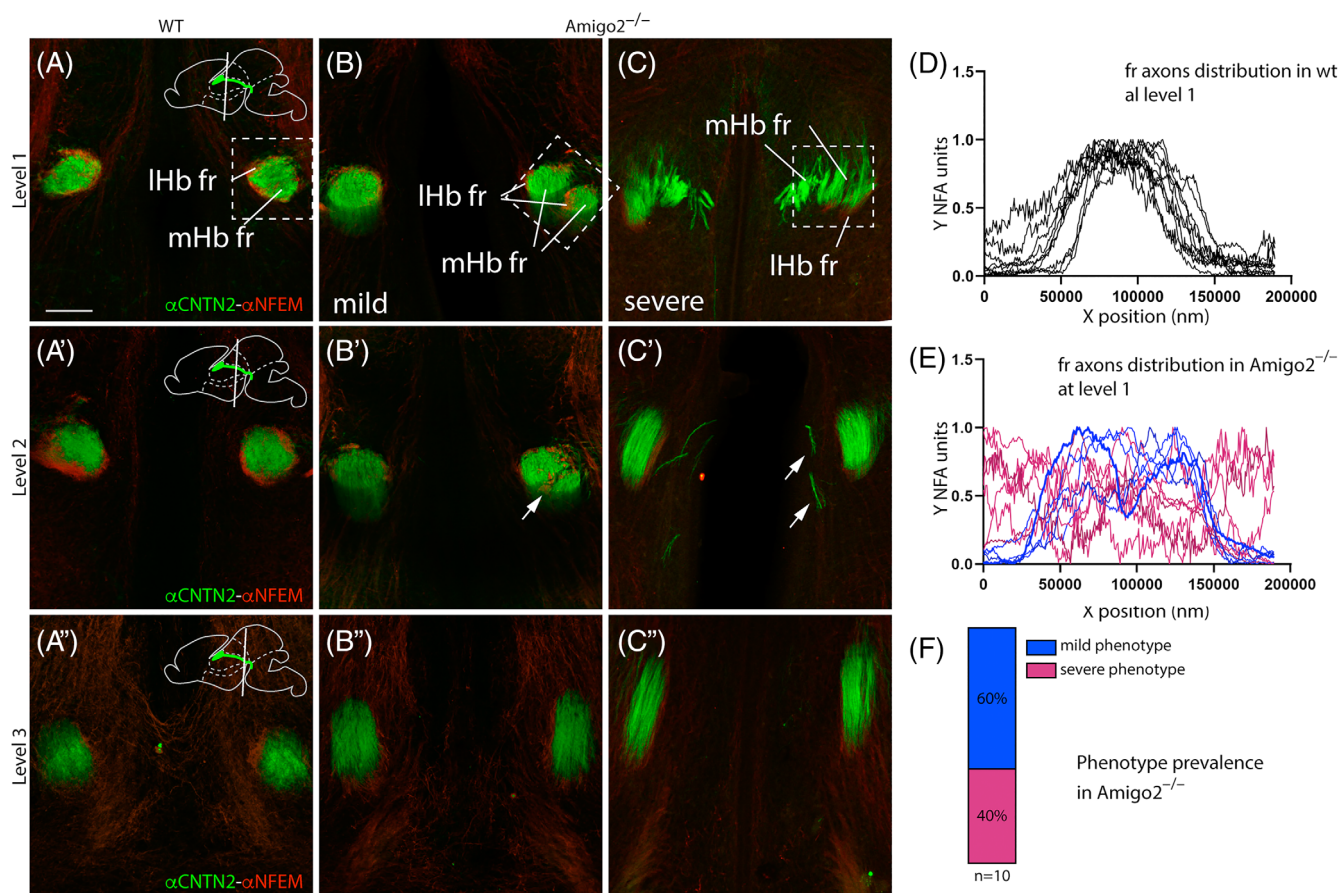 WT
Amigo2−/−
Level 1
(A)
lHb fr
mHb fr
αCNTN2-αNFEM
(B)
lHb fr
mHb fr
mild
(C)
mHb fr
lHb fr
severe
Level 2
(A')
αCNTN2-αNFEM
(B')
(C')
Level 3
(A'')
αCNTN2-αNFEM
(B'')
(C'')
(D)
fr axons distribution in wt
al level 1
Y NFA units
1.5
1.0
0.5
0.0
0 50000 100000 150000 200000
X position (nm)
(E)
fr axons distribution in Amigo2−/−
at level 1
Y NFA units
1.5
1.0
0.5
0.0
0 50000 100000 150000 200000
X position (nm)
(F)
mild phenotype
severe phenotype
60%
40%
n=10
Phenotype prevalence
in Amigo2−/−